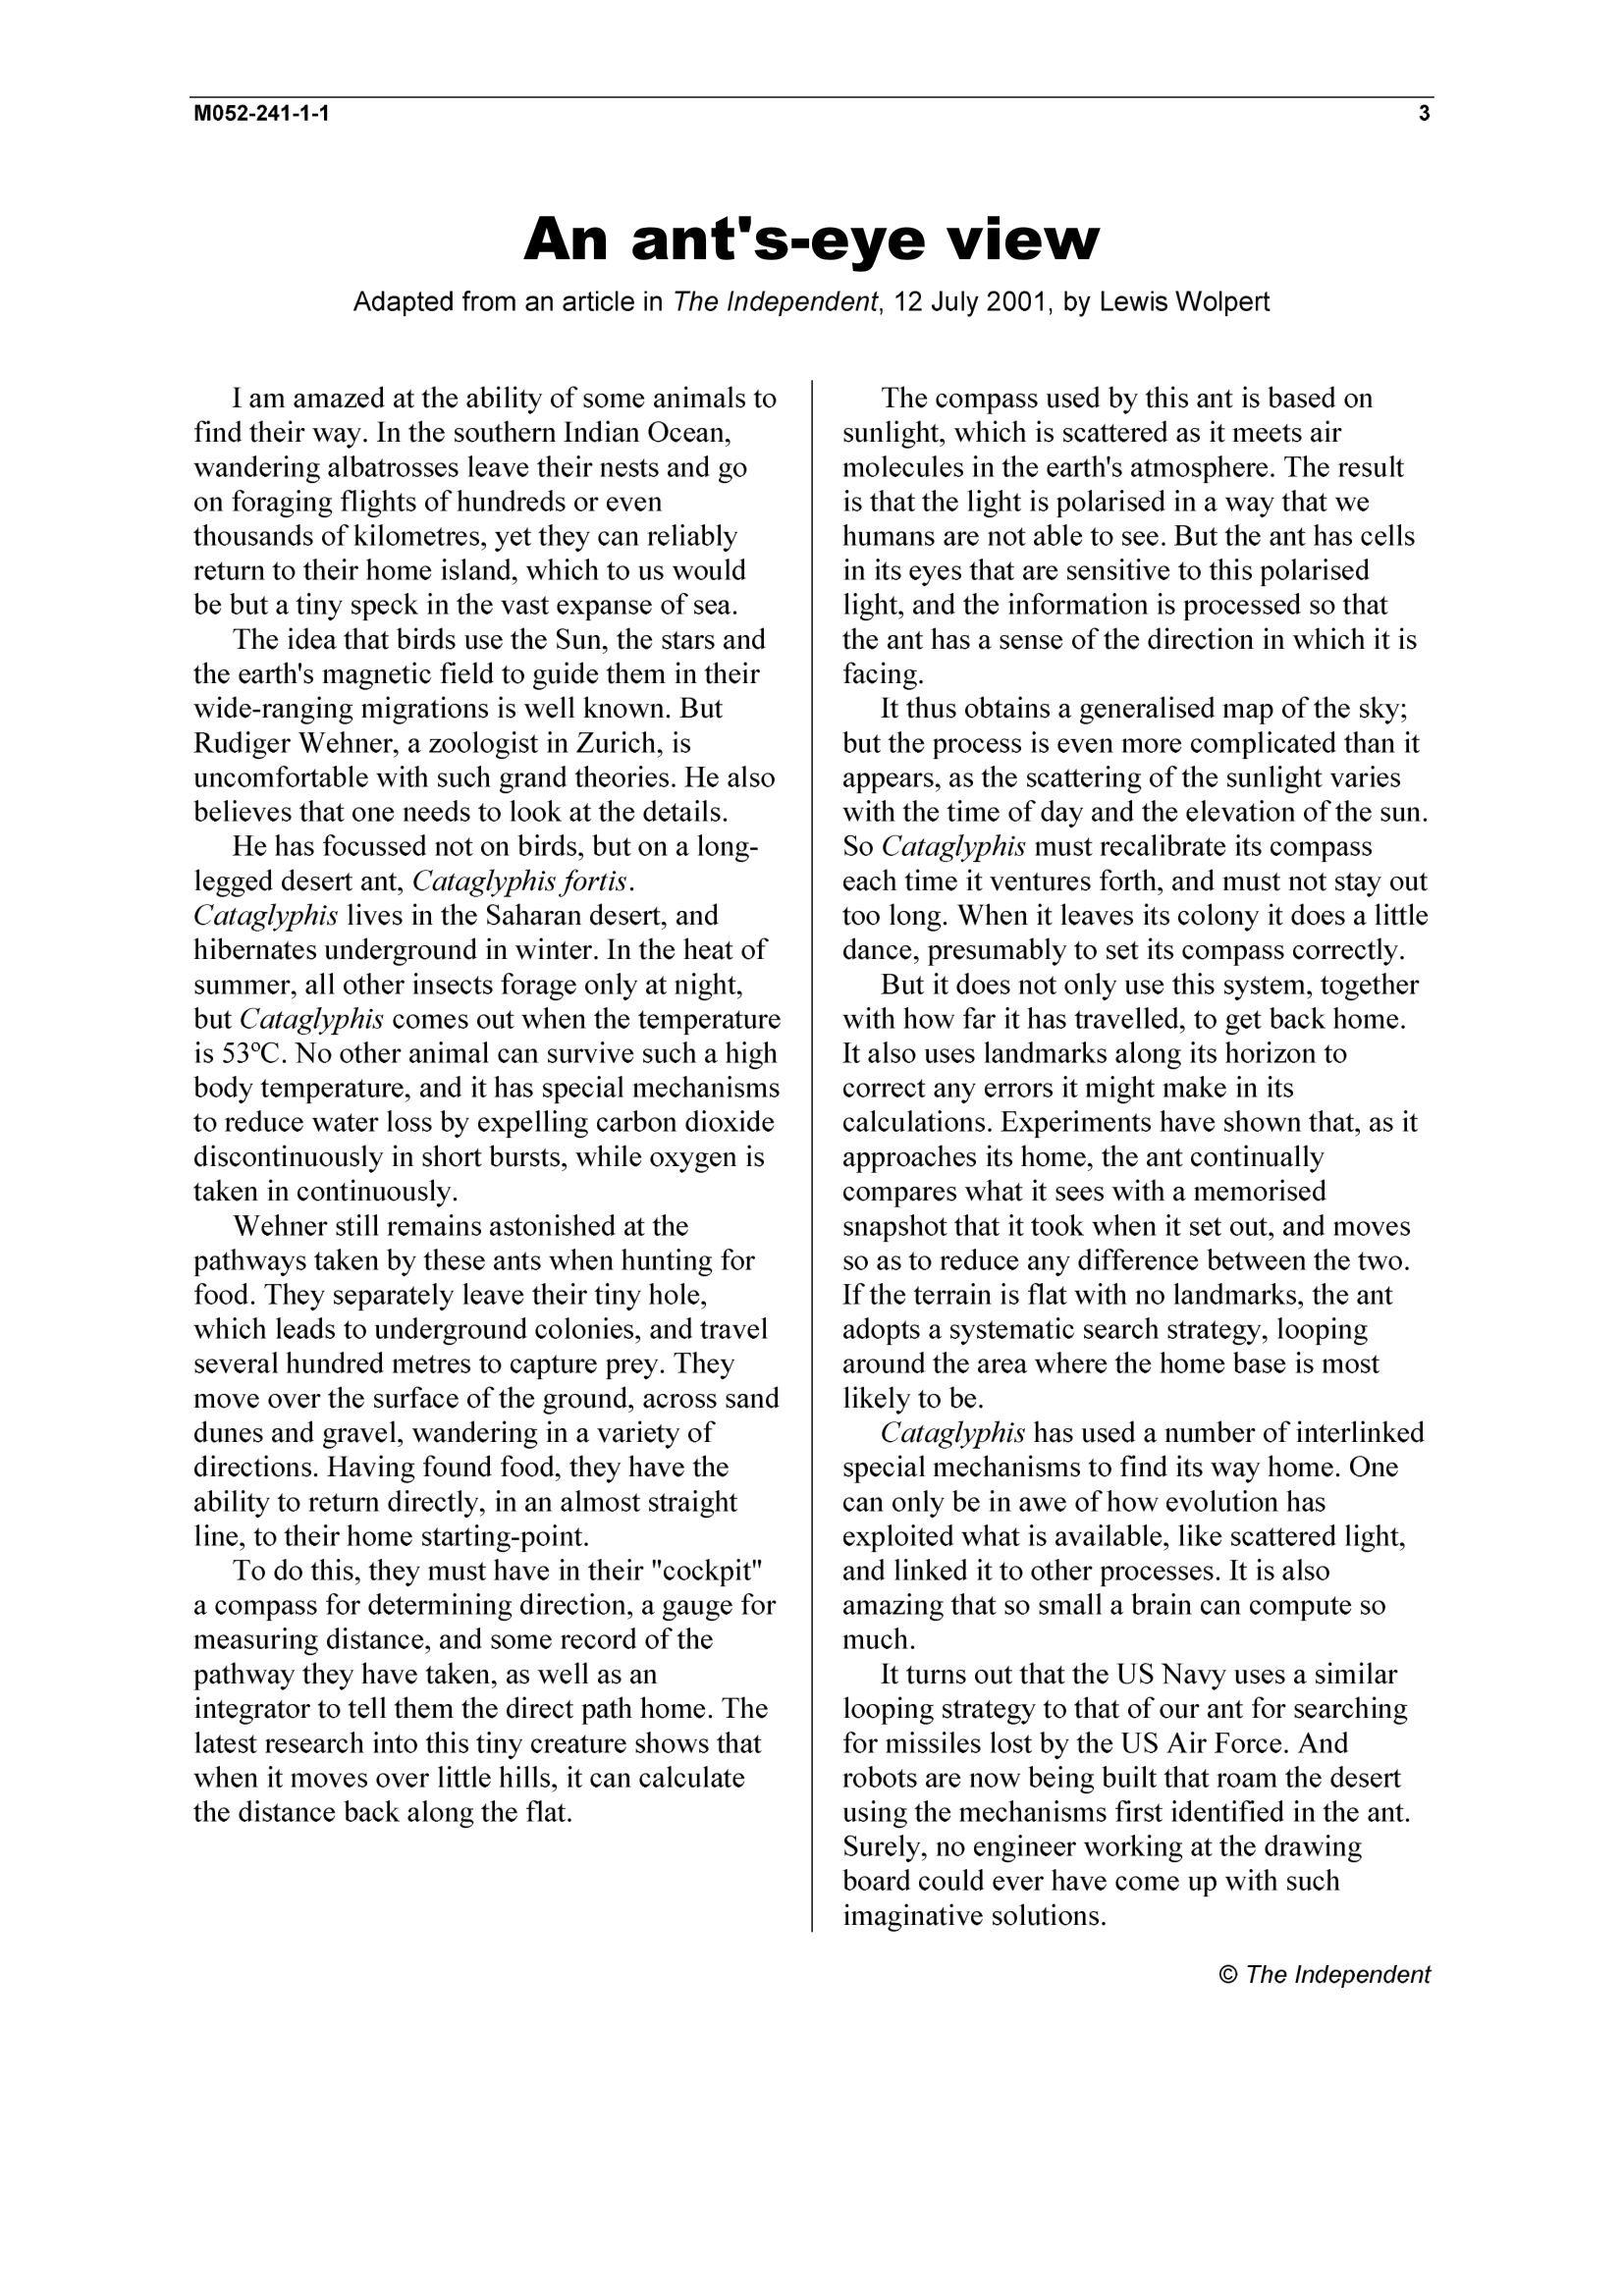 M052-241-1-1 3
An ant's-eye view
Adapted from an article in The Independent, 12 July 2001, by Lewis Wolpert
I am amazed at the ability of some animals to
find their way. In the southern Indian Ocean,
wandering albatrosses leave their nests and go
on foraging flights of hundreds or even
thousands of kilometres, yet they can reliably
return to their home island, which to us would
be but a tiny speck in the vast expanse of sea.
The idea that birds use the Sun, the stars and
the earth's magnetic field to guide them in their
wide-ranging migrations is well known. But
Rudiger Wehner, a zoologist in Zurich, is
uncomfortable with such grand theories. He also
believes that one needs to look at the details.
He has focussed not on birds, but on a long-
legged desert ant, Cataglyphis fortis.
Cataglyphis lives in the Saharan desert, and
hibernates underground in winter. In the heat of
summer, all other insects forage only at night,
but Cataglyphis comes out when the temperature
is 53ºC. No other animal can survive such a high
body temperature, and it has special mechanisms
to reduce water loss by expelling carbon dioxide
discontinuously in short bursts, while oxygen is
taken in continuously.
Wehner still remains astonished at the
pathways taken by these ants when hunting for
food. They separately leave their tiny hole,
which leads to underground colonies, and travel
several hundred metres to capture prey. They
move over the surface of the ground, across sand
dunes and gravel, wandering in a variety of
directions. Having found food, they have the
ability to return directly, in an almost straight
line, to their home starting-point.
To do this, they must have in their "cockpit"
a compass for determining direction, a gauge for
measuring distance, and some record of the
pathway they have taken, as well as an
integrator to tell them the direct path home. The
latest research into this tiny creature shows that
when it moves over little hills, it can calculate
the distance back along the flat.
The compass used by this ant is based on
sunlight, which is scattered as it meets air
molecules in the earth's atmosphere. The result
is that the light is polarised in a way that we
humans are not able to see. But the ant has cells
in its eyes that are sensitive to this polarised
light, and the information is processed so that
the ant has a sense of the direction in which it is
facing.
It thus obtains a generalised map of the sky;
but the process is even more complicated than it
appears, as the scattering of the sunlight varies
with the time of day and the elevation of the sun.
So Cataglyphis must recalibrate its compass
each time it ventures forth, and must not stay out
too long. When it leaves its colony it does a little
dance, presumably to set its compass correctly.
But it does not only use this system, together
with how far it has travelled, to get back home.
It also uses landmarks along its horizon to
correct any errors it might make in its
calculations. Experiments have shown that, as it
approaches its home, the ant continually
compares what it sees with a memorised
snapshot that it took when it set out, and moves
so as to reduce any difference between the two.
If the terrain is flat with no landmarks, the ant
adopts a systematic search strategy, looping
around the area where the home base is most
likely to be.
Cataglyphis has used a number of interlinked
special mechanisms to find its way home. One
can only be in awe of how evolution has
exploited what is available, like scattered light,
and linked it to other processes. It is also
amazing that so small a brain can compute so
much.
It turns out that the US Navy uses a similar
looping strategy to that of our ant for searching
for missiles lost by the US Air Force. And
robots are now being built that roam the desert
using the mechanisms first identified in the ant.
Surely, no engineer working at the drawing
board could ever have come up with such
imaginative solutions.
© The Independent